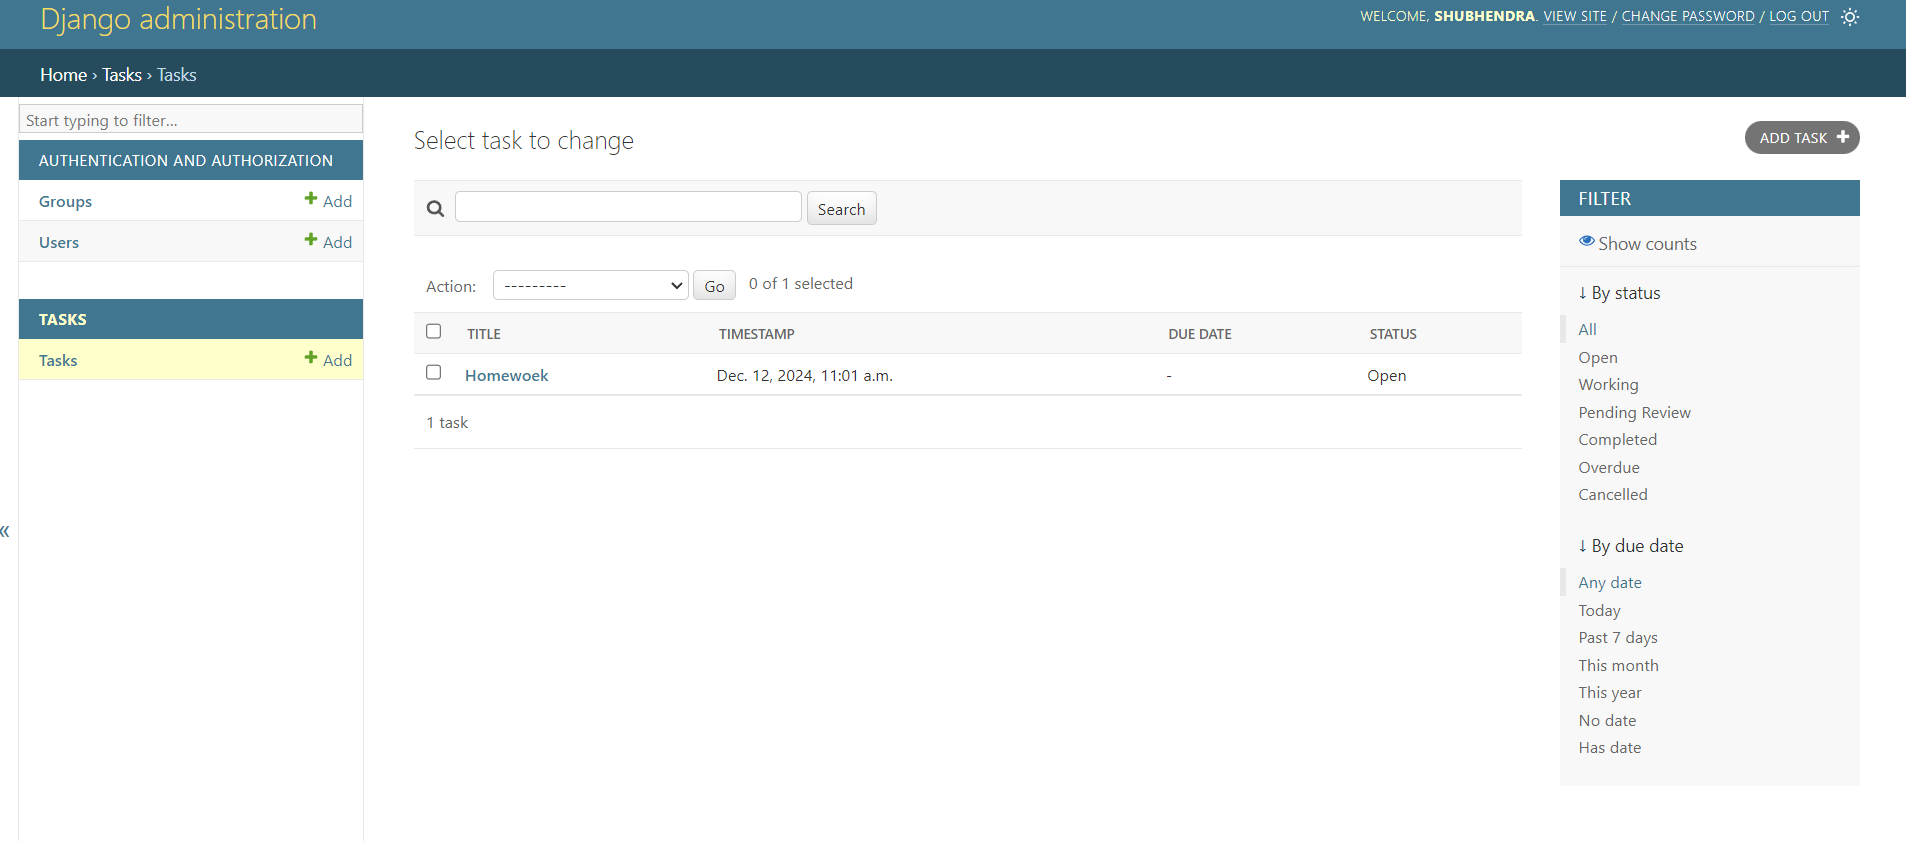 Django administration
WELCOME, SHUBHENDRA. VIEW SITE / CHANGE PASSWORD / LOG OUT
Home › Tasks › Tasks
Start typing to filter...
AUTHENTICATION AND AUTHORIZATION
Groups + Add
Users + Add
TASKS
Tasks + Add
«
Select task to change
ADD TASK +
Search
Action: --------- Go 0 of 1 selected
TITLE TIMESTAMP DUE DATE STATUS
Homewoek Dec. 12, 2024, 11:01 a.m. - Open
1 task
FILTER
Show counts
↓ By status
All
Open
Working
Pending Review
Completed
Overdue
Cancelled
↓ By due date
Any date
Today
Past 7 days
This month
This year
No date
Has date